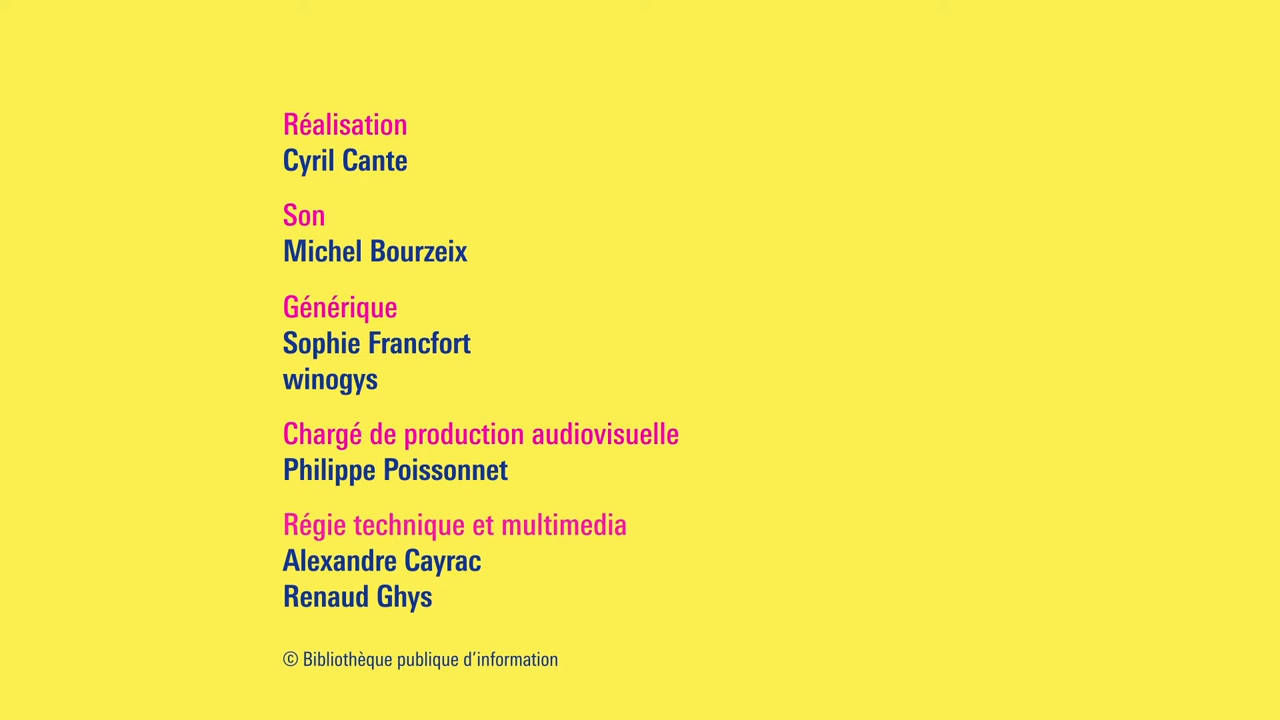 Réalisation
Cyril Cante
Son
Michel Bourzeix
Générique
Sophie Francfort
winogys
Chargé de production audiovisuelle
Philippe Poissonnet
Régie technique et multimedia
Alexandre Cayrac
Renaud Ghys
© Bibliothèque publique d’information